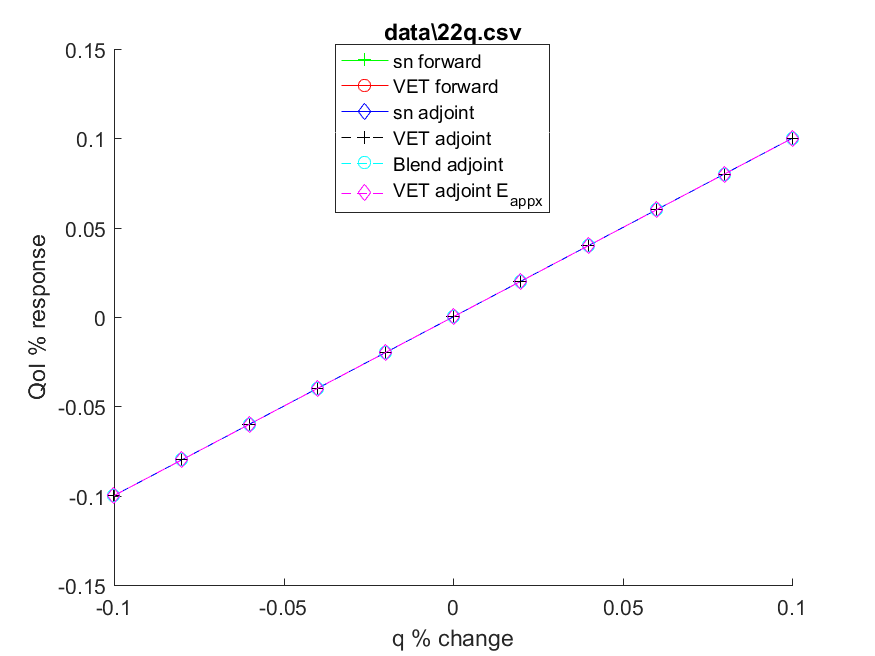 data\22q.csv
sn forward
VET forward
sn adjoint
VET adjoint
Blend adjoint
VET adjoint E_appx
QoI % response
0.15
0.1
0.05
0
-0.05
-0.1
-0.15
-0.1
-0.05
0
0.05
0.1
q % change